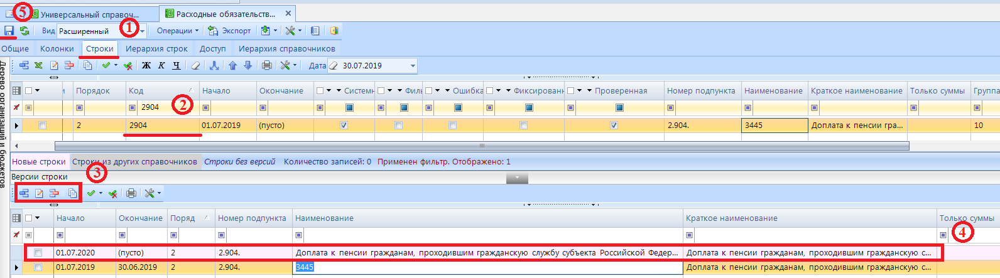 5 Универсальный справоч... Расходные обязательств... ×
Вид Расширенный 1 Операции Экспорт
Общие Колонки Строки Иерархия строк Доступ Иерархия справочников
Ж К Ч Дата 30.07.2019
Дерево организаций и бюджетов
и Порядок Код Начало Окончание Системн Филь Ошибка Фиксированн Проверенная Номер подпункта Наименование Краткое наименование Только суммы Группа
2904 2
2 2904 01.07.2019 (пусто) 2.904. 3445 Доплата к пенсии гра... 10
Новые строки Строки из других справочников Строки без версий Количество записей: 0 Применен фильтр. Отображено: 1
3
Версии строки
Начало Окончание Поряд Номер подпункта Наименование Краткое наименование Только суммы
4
01.07.2020 (пусто) 2 2.904. Доплата к пенсии гражданам, проходившим гражданскую службу субъекта Российской Федер... Доплата к пенсии гражданам, проходившим гражданскую с...
01.07.2019 30.06.2019 2 2.904. 3445 Доплата к пенсии гражданам, проходившим гражданскую с...